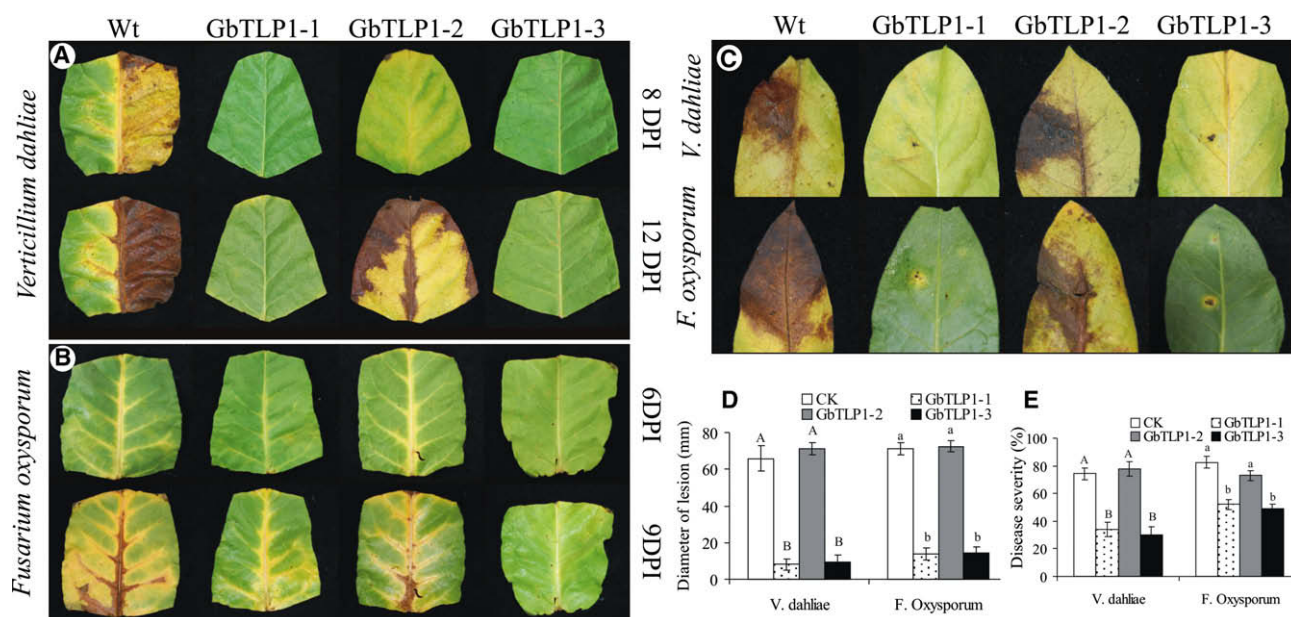 Wt GbTLP1-1 GbTLP1-2 GbTLP1-3
A
Verticillium dahliae
8 DPI
12 DPI
B
Fusarium oxysporum
6DPI
9DPI
Wt GbTLP1-1 GbTLP1-2 GbTLP1-3
C
V. dahliae
F. oxysporum
D
CK GbTLP1-1
GbTLP1-2 GbTLP1-3
Diameter of lesion (mm)
80
60
40
20
0
A A a a
B B b b
V. dahliae F. Oxysporum
E
CK GbTLP1-1
GbTLP1-2 GbTLP1-3
Disease severity (%)
100
80
60
40
20
0
A A a a
B B b b
V. dahliae F. Oxysporum